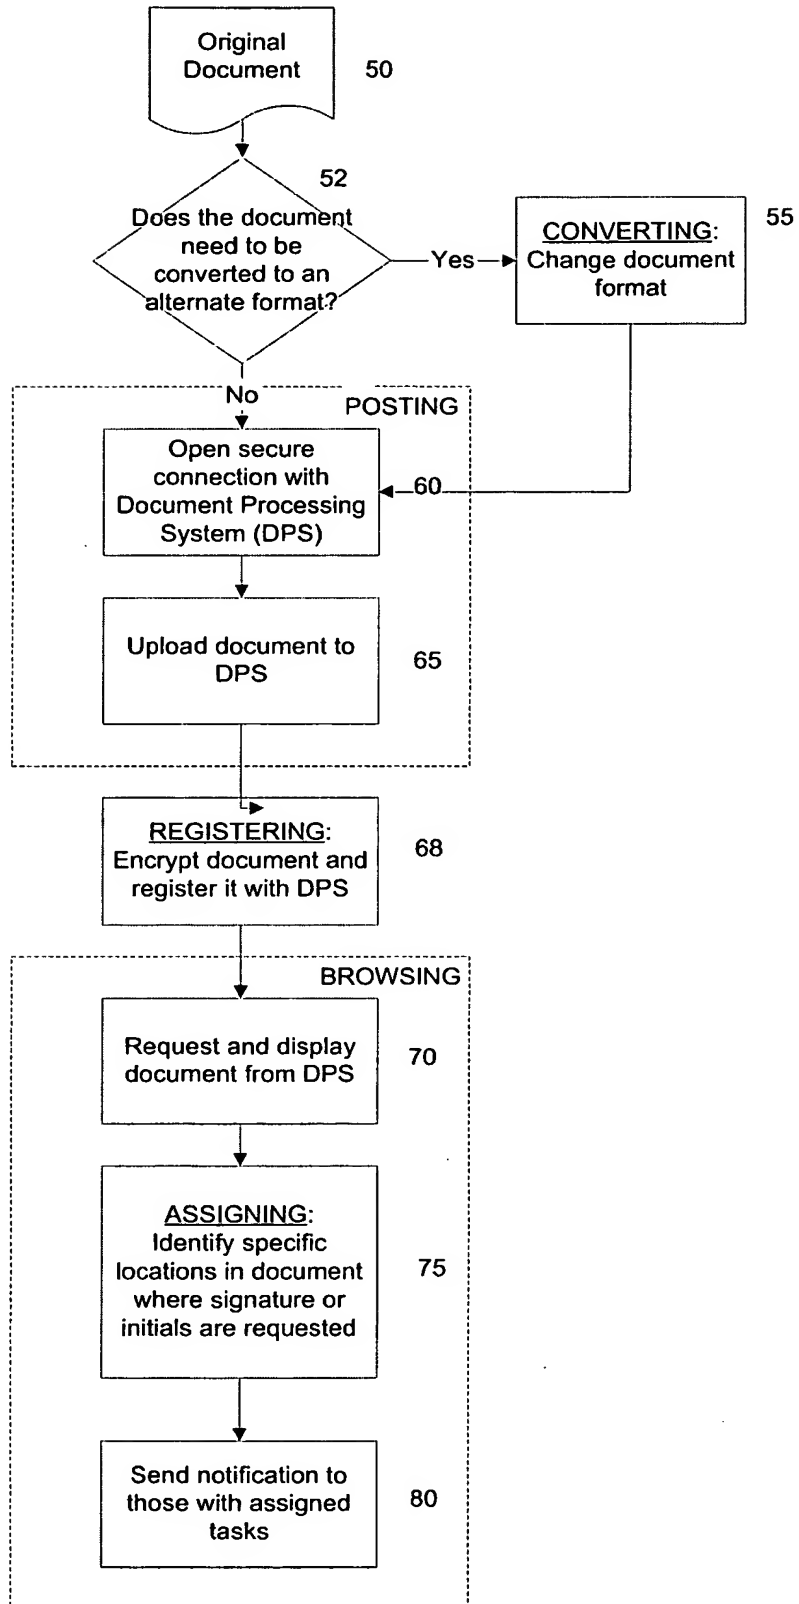 Original
Document
50
52
Does the document
need to be
converted to an
alternate format?
Yes
55
CONVERTING:
Change document
format
No
POSTING
Open secure
connection with
Document Processing
System (DPS)
60
Upload document to
DPS
65
REGISTERING:
Encrypt document and
register it with DPS
68
BROWSING
Request and display
document from DPS
70
ASSIGNING:
Identify specific
locations in document
where signature or
initials are requested
75
Send notification to
those with assigned
tasks
80